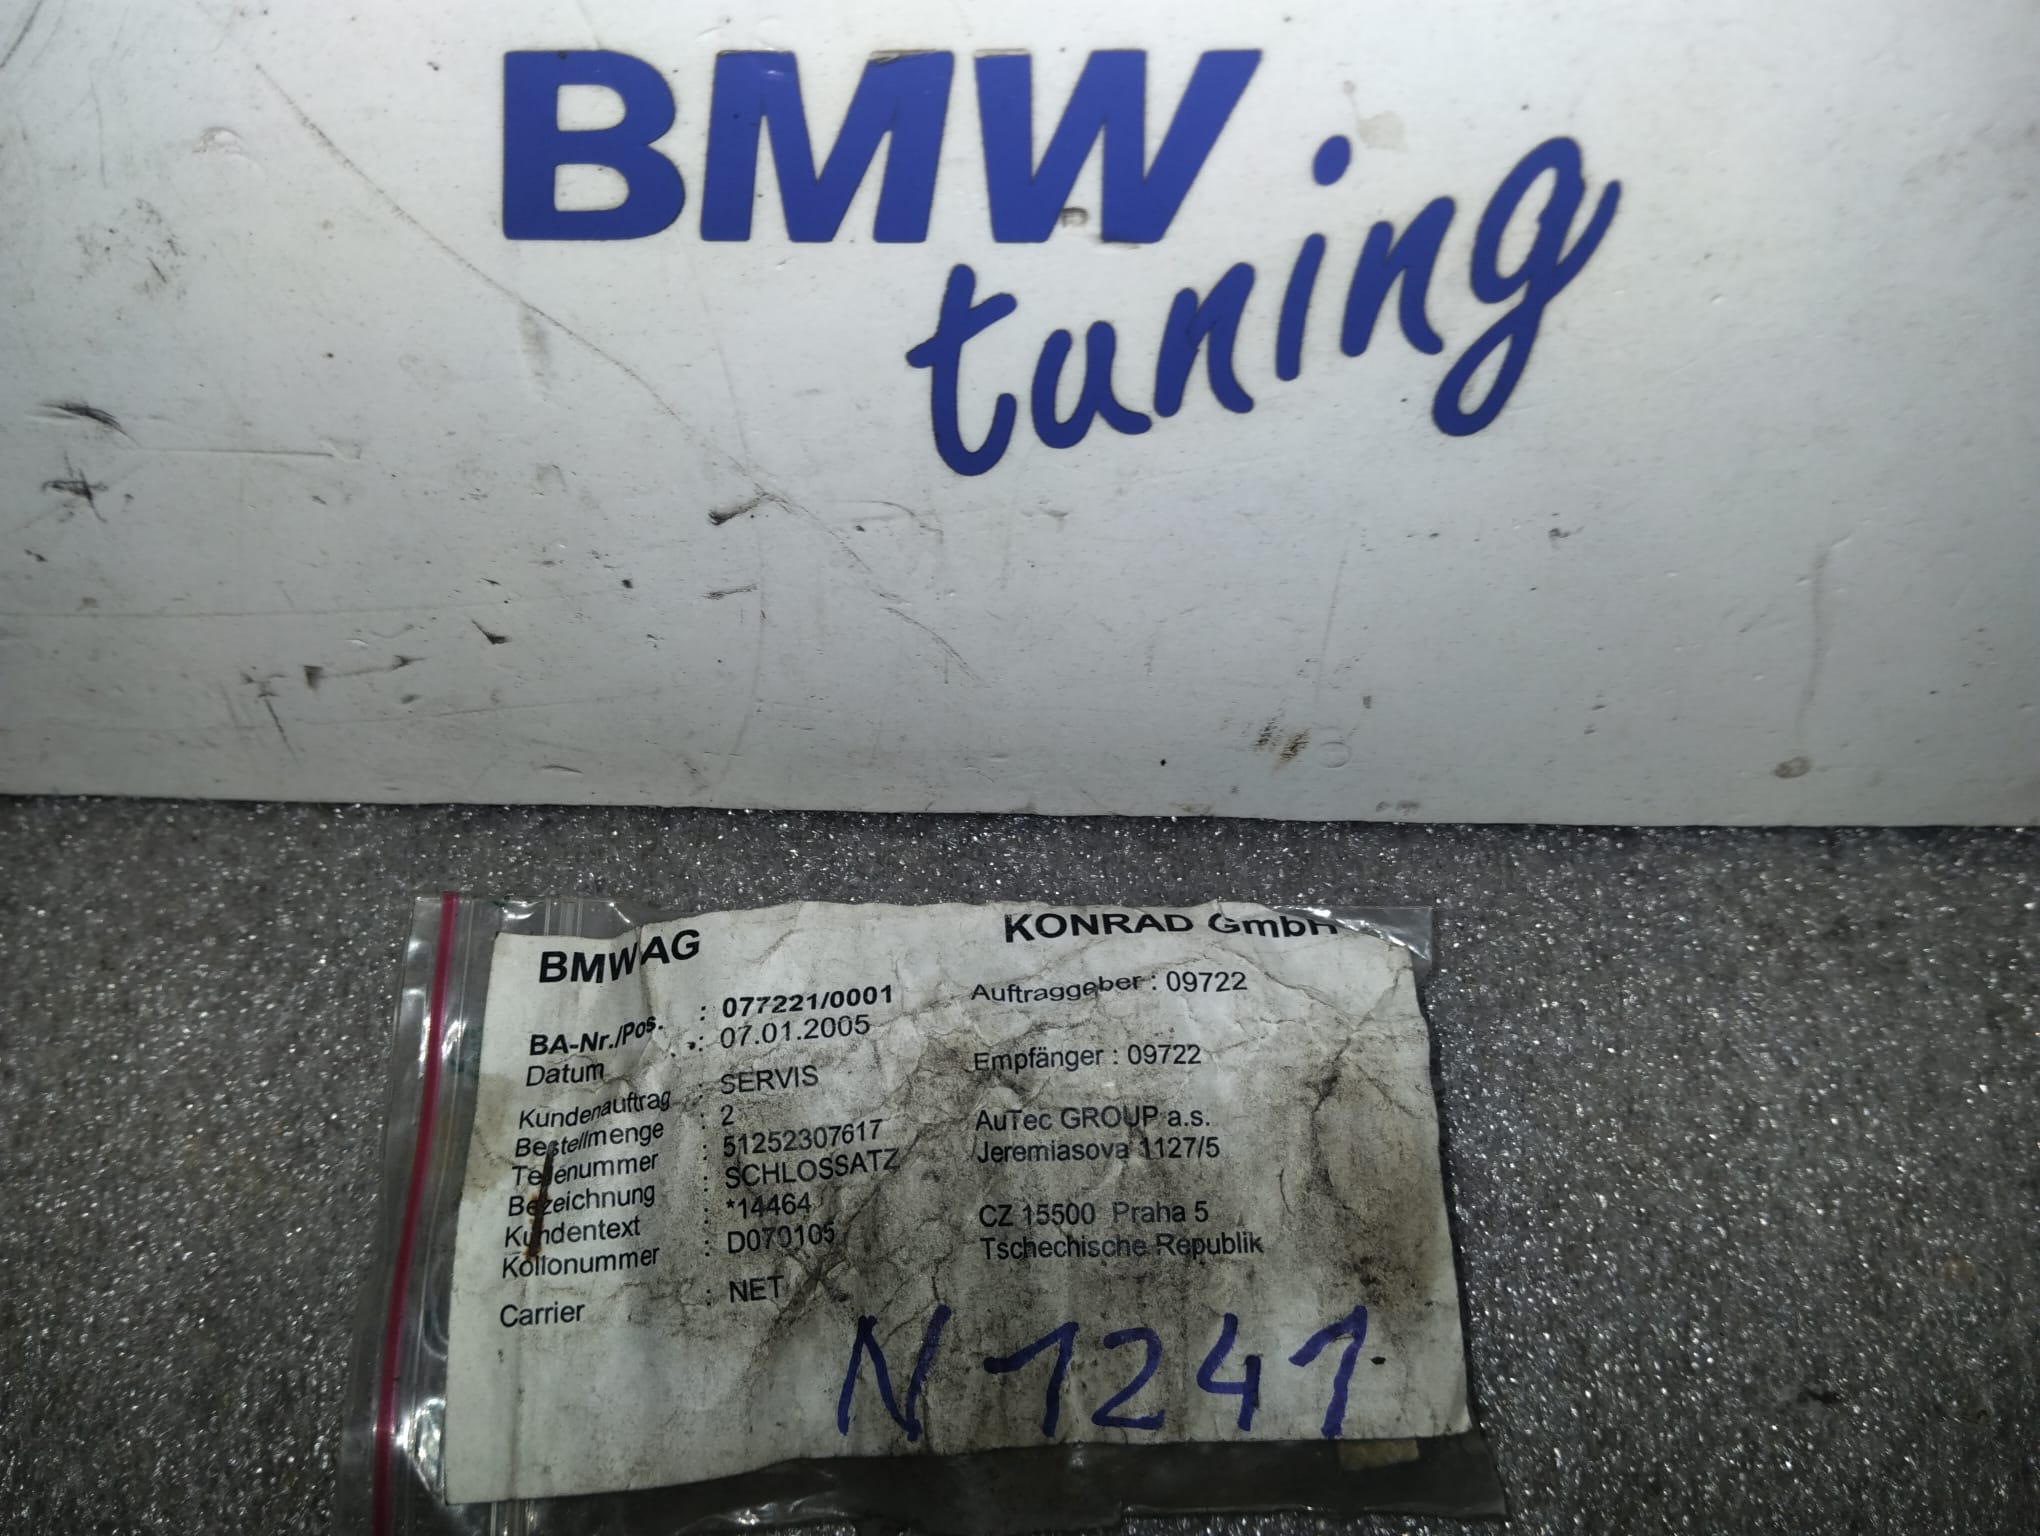 BMW
tuning
BMW AG
KONRAD GmbH
BA-Nr./Pos. : 077221/0001
Auftraggeber : 09722
Datum : 07.01.2005
Empfänger : 09722
Kundenauftrag : SERVIS
Bestellmenge : 2
AuTec GROUP a.s.
Teilenummer : 51252307617
Jeremiasova 1127/5
Bezeichnung : SCHLOSSATZ
Kundentext : *14464
CZ 15500 Praha 5
Kollonummer : D070105
Tschechische Republik
Carrier : NET
N 1241